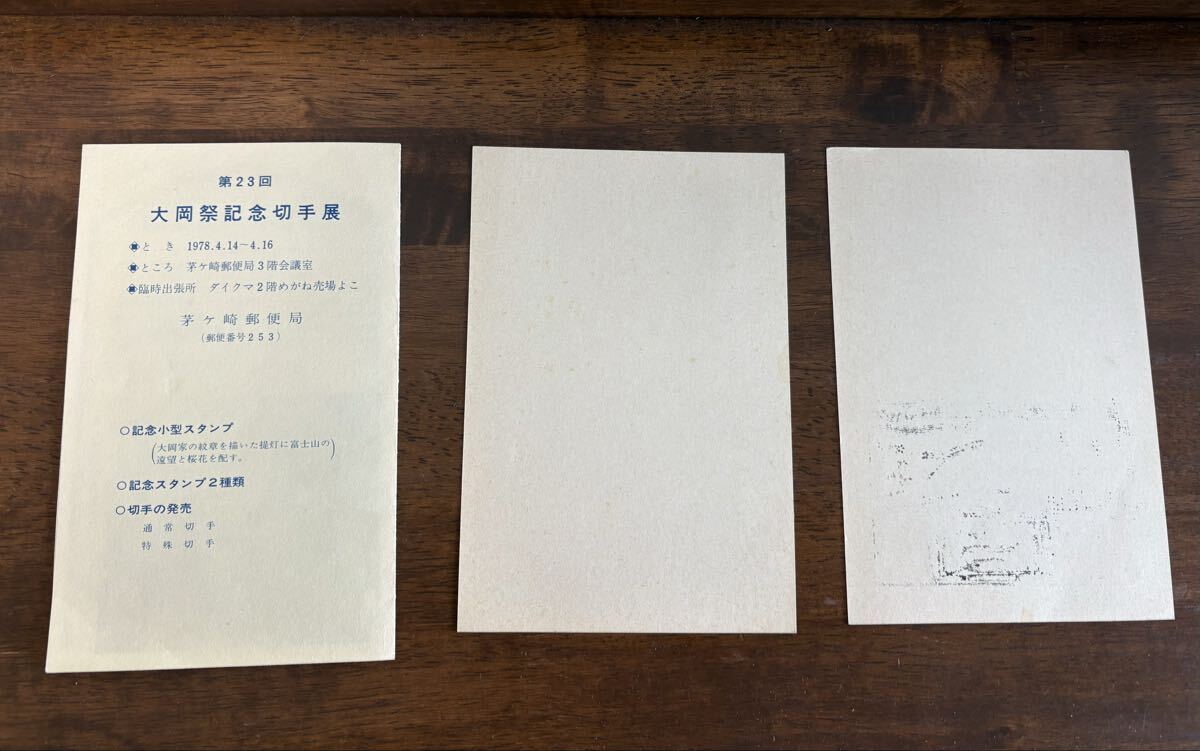 第23回
大岡祭記念切手展
とき 1978.4.14〜4.16
ところ 茅ケ崎郵便局3階会議室
臨時出張所 ダイクマ2階めがね売場よこ
茅ケ崎郵便局
(郵便番号253)
○記念小型スタンプ
(大岡家の紋章を描いた提灯に富士山の
遠望と桜花を配す。)
○記念スタンプ2種類
○切手の発売
通常切手
特殊切手